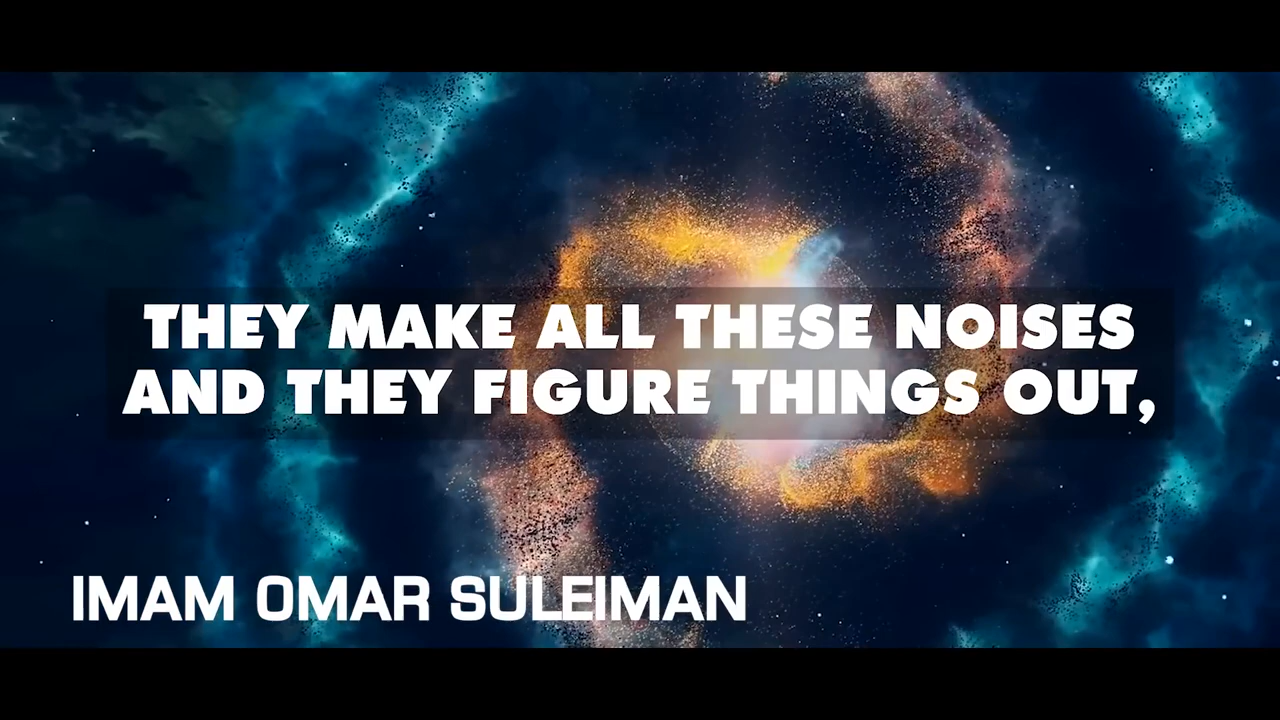 THEY MAKE ALL THESE NOISES
AND THEY FIGURE THINGS OUT,
IMAM OMAR SULEIMAN